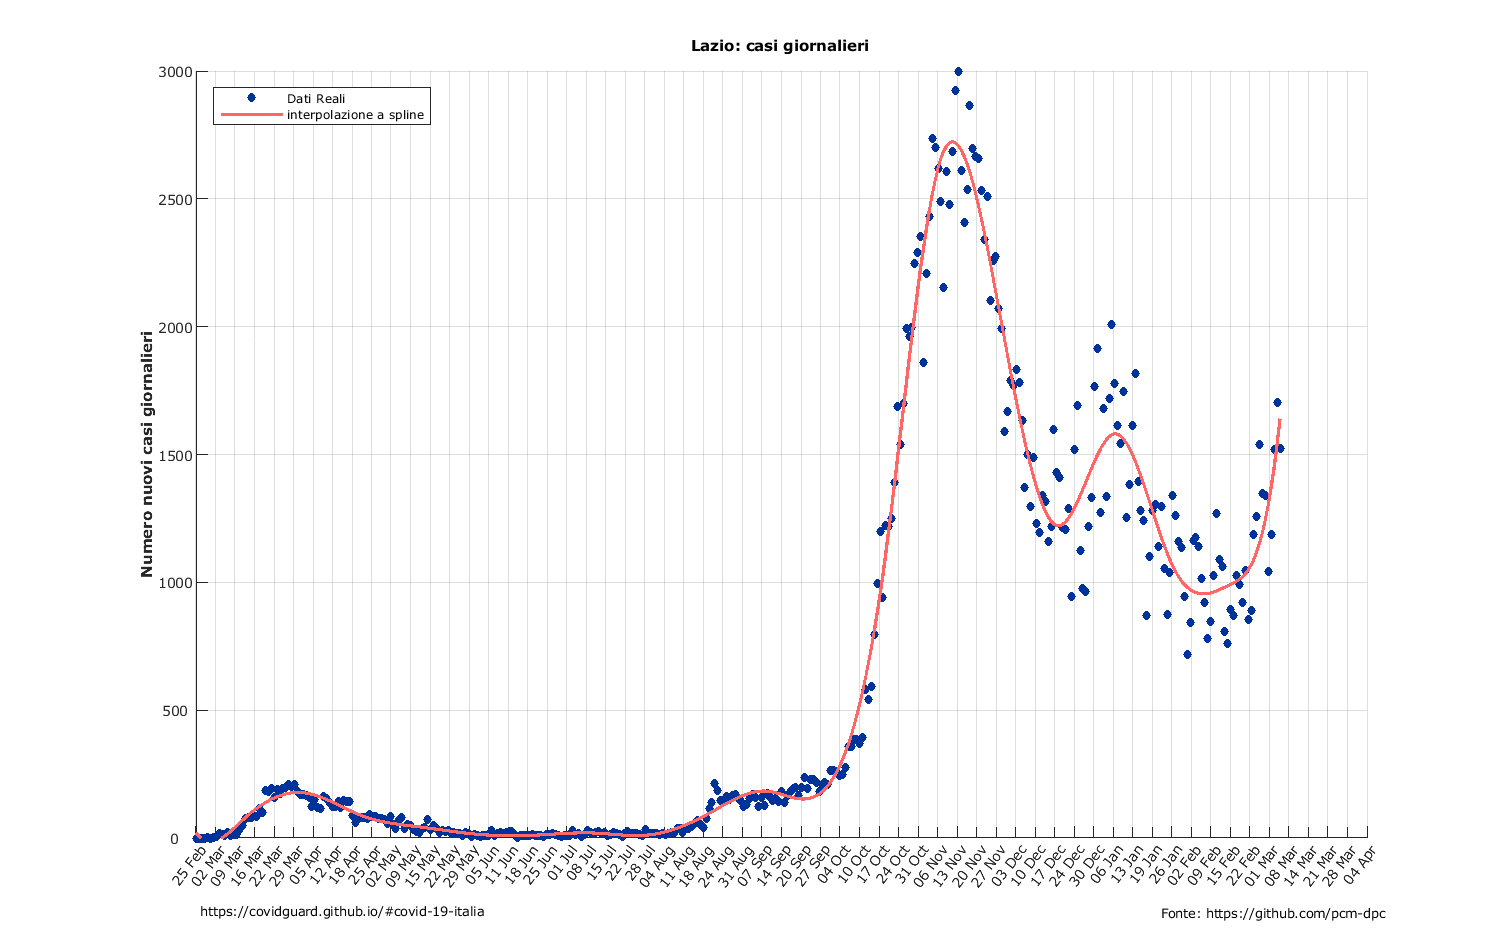 Lazio: casi giornalieri
Dati Reali
interpolazione a spline
Numero nuovi casi giornalieri
3000
2500
2000
1500
1000
500
0
25 Feb
02 Mar
09 Mar
16 Mar
22 Mar
29 Mar
05 Apr
12 Apr
18 Apr
25 Apr
02 May
09 May
15 May
22 May
29 May
05 Jun
11 Jun
18 Jun
25 Jun
01 Jul
08 Jul
15 Jul
22 Jul
28 Jul
04 Aug
11 Aug
18 Aug
24 Aug
31 Aug
07 Sep
14 Sep
20 Sep
27 Sep
04 Oct
10 Oct
17 Oct
24 Oct
31 Oct
06 Nov
13 Nov
20 Nov
27 Nov
03 Dec
10 Dec
17 Dec
24 Dec
30 Dec
06 Jan
13 Jan
19 Jan
26 Jan
02 Feb
09 Feb
15 Feb
22 Feb
01 Mar
08 Mar
14 Mar
21 Mar
28 Mar
04 Apr
https://covidguard.github.io/#covid-19-italia
Fonte: https://github.com/pcm-dpc